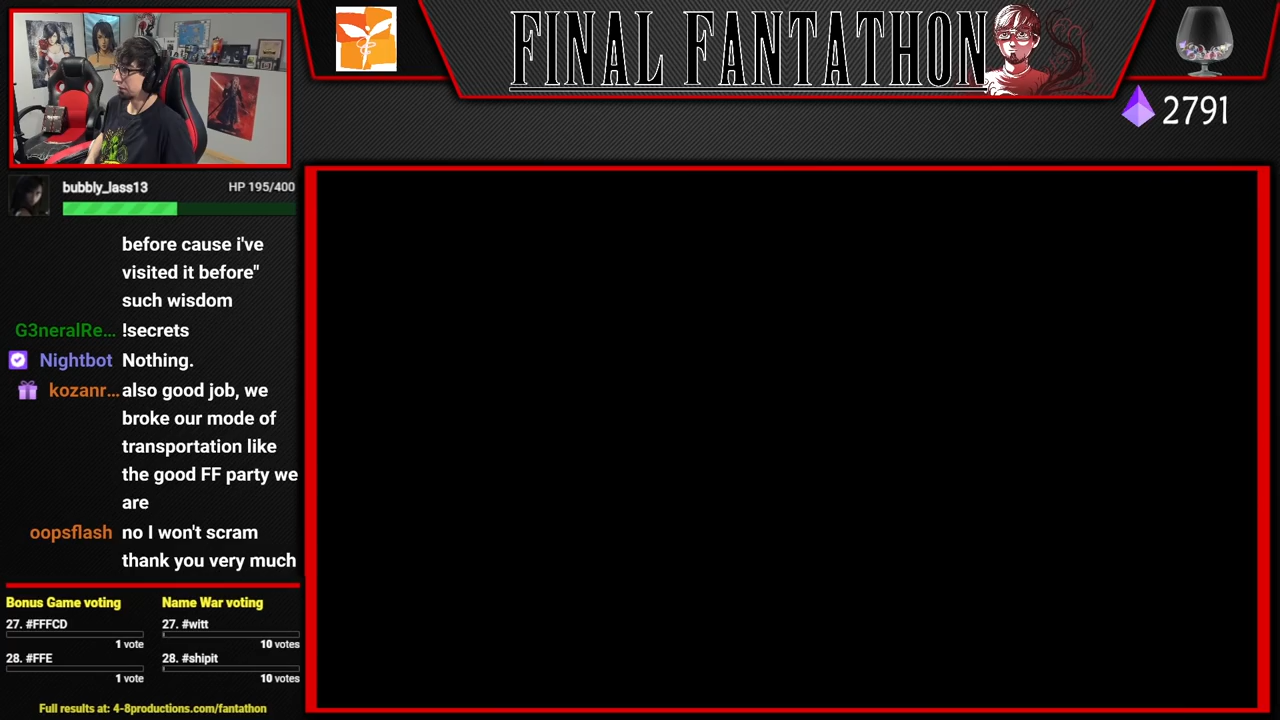 FINAL FANTATHON
2791
bubbly_lass13
HP 195/400
before cause i've
visited it before"
such wisdom
G3neralRe... !secrets
Nightbot Nothing.
kozanr... also good job, we
broke our mode of
transportation like
the good FF party we
are
oopsflash no I won't scram
thank you very much
Bonus Game voting
27. #FFFCD
1 vote
28. #FFE
1 vote
Name War voting
27. #witt
10 votes
28. #shipit
10 votes
Full results at: 4-8productions.com/fantathon